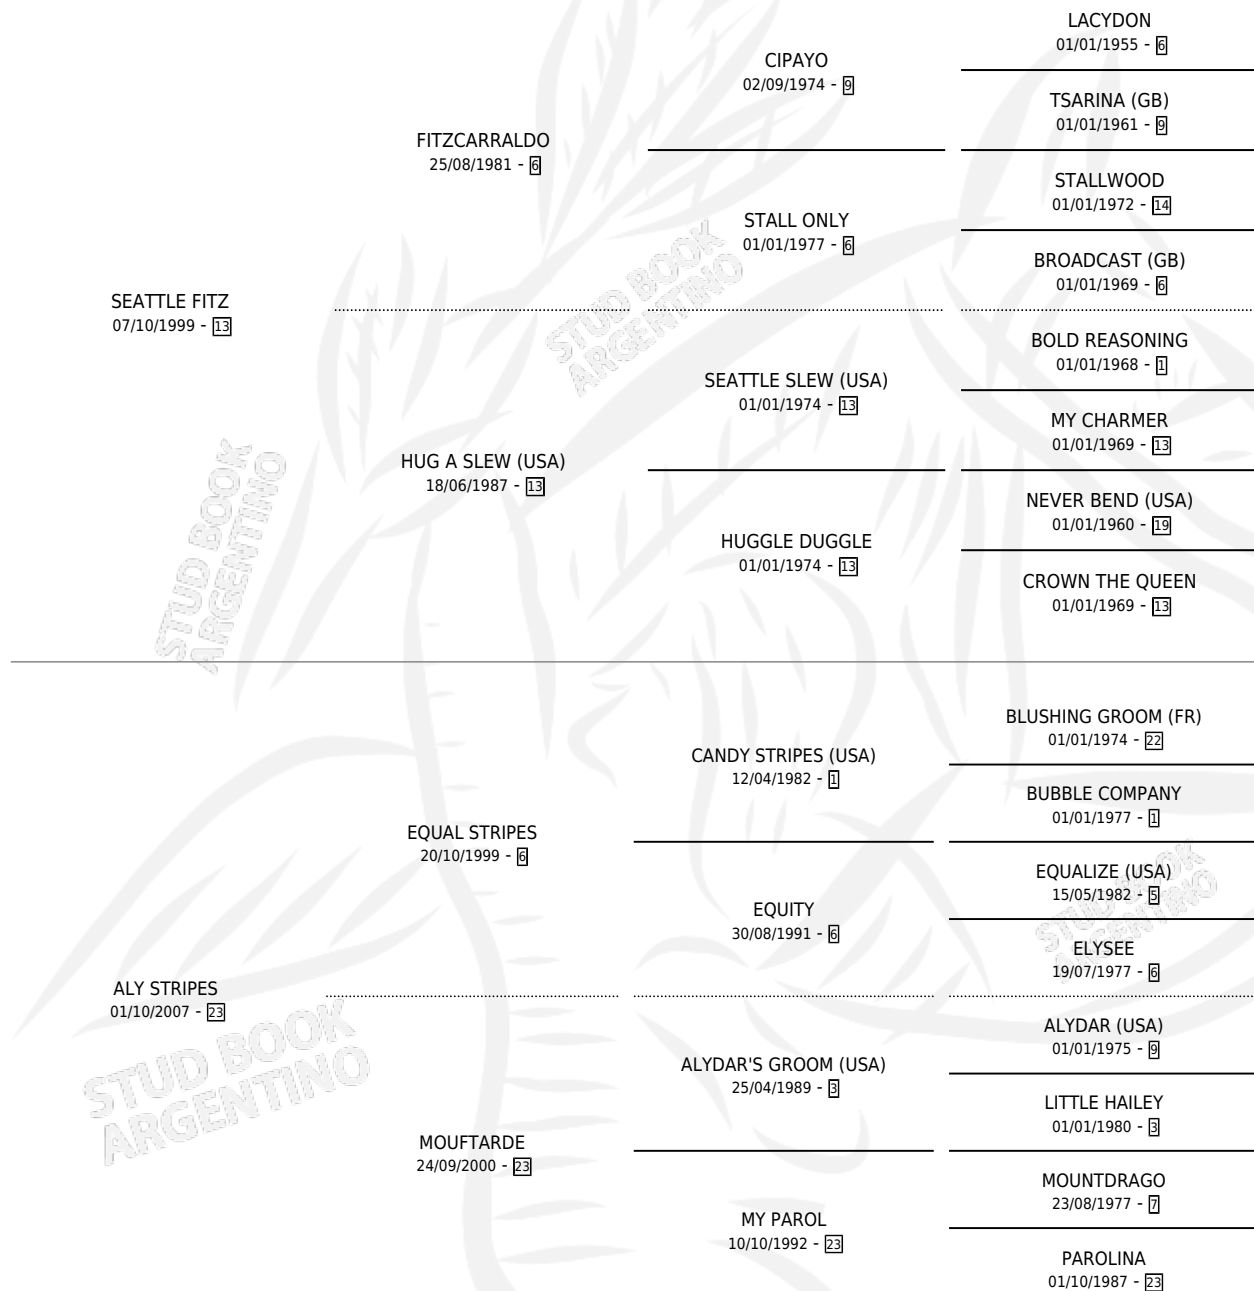 LACYDON
01/01/1955 - 6
CIPAYO
02/09/1974 - 9
TSARINA (GB)
01/01/1961 - 9
FITZCARRALDO
25/08/1981 - 6
STALLWOOD
01/01/1972 - 14
STALL ONLY
01/01/1977 - 6
BROADCAST (GB)
01/01/1969 - 6
SEATTLE FITZ
07/10/1999 - 13
BOLD REASONING
01/01/1968 - 1
SEATTLE SLEW (USA)
01/01/1974 - 13
MY CHARMER
01/01/1969 - 13
HUG A SLEW (USA)
18/06/1987 - 13
NEVER BEND (USA)
01/01/1960 - 19
HUGGLE DUGGLE
01/01/1974 - 13
CROWN THE QUEEN
01/01/1969 - 13
BLUSHING GROOM (FR)
01/01/1974 - 22
CANDY STRIPES (USA)
12/04/1982 - 1
BUBBLE COMPANY
01/01/1977 - 1
EQUAL STRIPES
20/10/1999 - 6
EQUALIZE (USA)
15/05/1982 - 5
EQUITY
30/08/1991 - 6
ELYSEE
19/07/1977 - 6
ALY STRIPES
01/10/2007 - 23
ALYDAR (USA)
01/01/1975 - 9
ALYDAR'S GROOM (USA)
25/04/1989 - 3
LITTLE HAILEY
01/01/1980 - 3
MOUFTARDE
24/09/2000 - 23
MOUNTDRAGO
23/08/1977 - 7
MY PAROL
10/10/1992 - 23
PAROLINA
01/10/1987 - 23
STUD BOOK
ARGENTINO
STUD BOOK
ARGENTINO
STUD BOOK
ARGENTINO
STUD BOOK
ARGENTINO